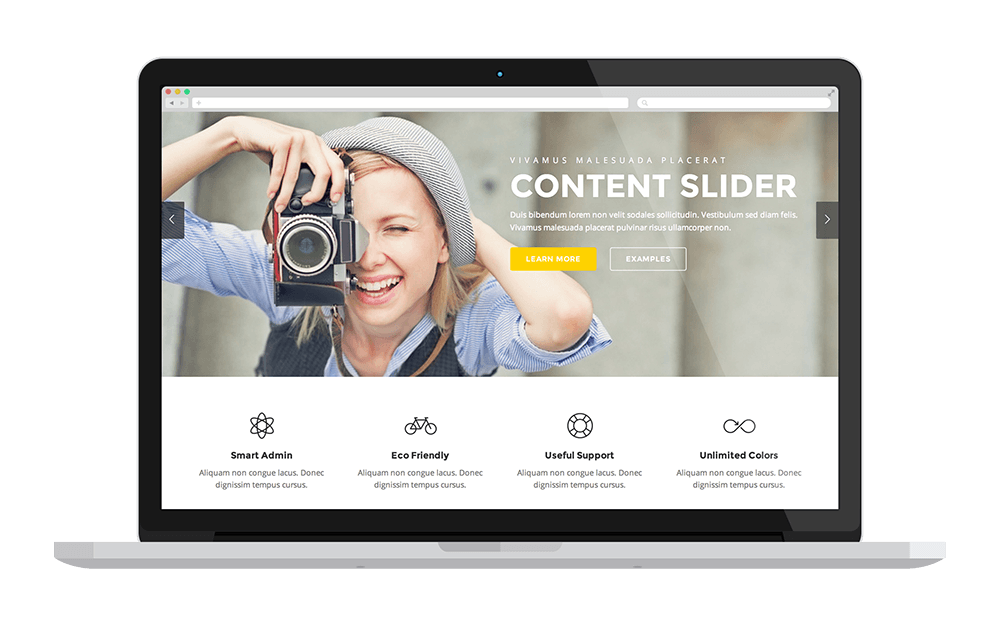 VIVAMUS MALESUADA PLACERAT
CONTENT SLIDER
Duis bibendum lorem non velit sodales sollicitudin. Vestibulum sed diam felis.
Vivamus malesuada placerat pulvinar risus ullamcorper non.
LEARN MORE EXAMPLES
Smart Admin Eco Friendly Useful Support Unlimited Colors
Aliquam non congue lacus. Donec Aliquam non congue lacus. Donec Aliquam non congue lacus. Donec Aliquam non congue lacus. Donec
dignissim tempus cursus. dignissim tempus cursus. dignissim tempus cursus. dignissim tempus cursus.